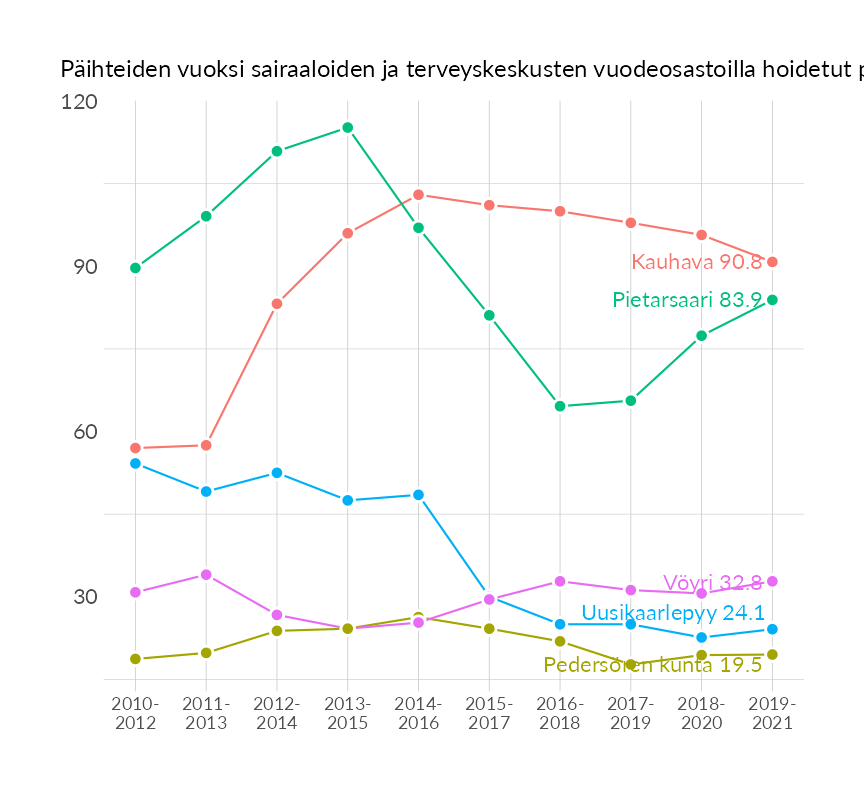 Päihteiden vuoksi sairaaloiden ja terveyskeskusten vuodeosastoilla hoidetut
120
90
60
30
Kauhava 90.8
Pietarsaari 83.9
Vöyri 32.8
Uusikaarlepyy 24.1
Pedersören kunta 19.5
2010- 2011- 2012- 2013- 2014- 2015- 2016- 2017- 2018- 2019-
2012 2013 2014 2015 2016 2017 2018 2019 2020 2021